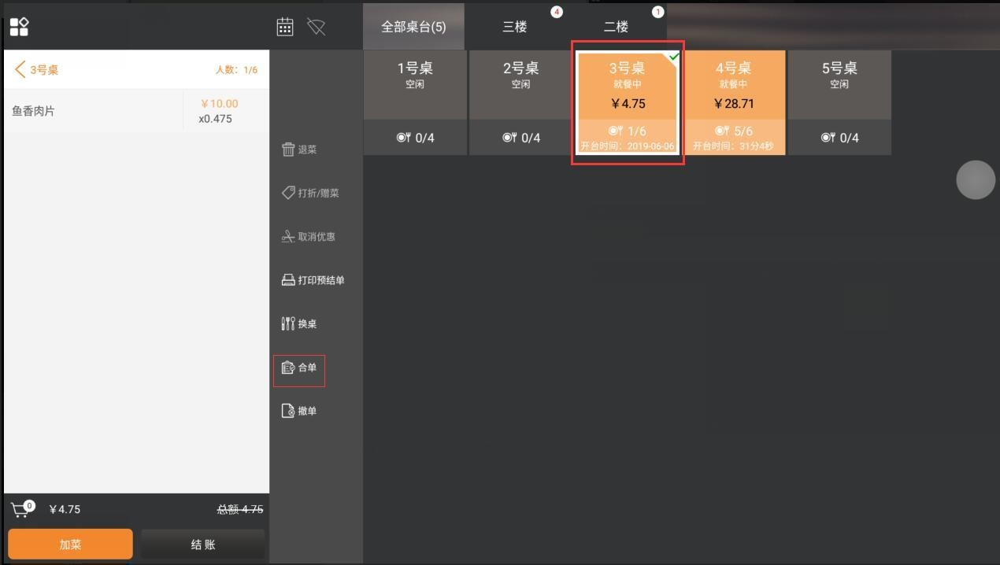 全部桌台(5)
三楼
4
二楼
1
3号桌
人数：1/6
鱼香肉片
￥10.00
x0.475
退菜
打折/赠菜
取消优惠
打印预结单
换桌
合单
撤单
1号桌
空闲
0/4
2号桌
空闲
0/4
3号桌
就餐中
￥4.75
1/6
开台时间：2019-06-06
4号桌
就餐中
￥28.71
5/6
开台时间：31分4秒
5号桌
空闲
0/4
0
￥4.75
总额 4.75
加菜
结账